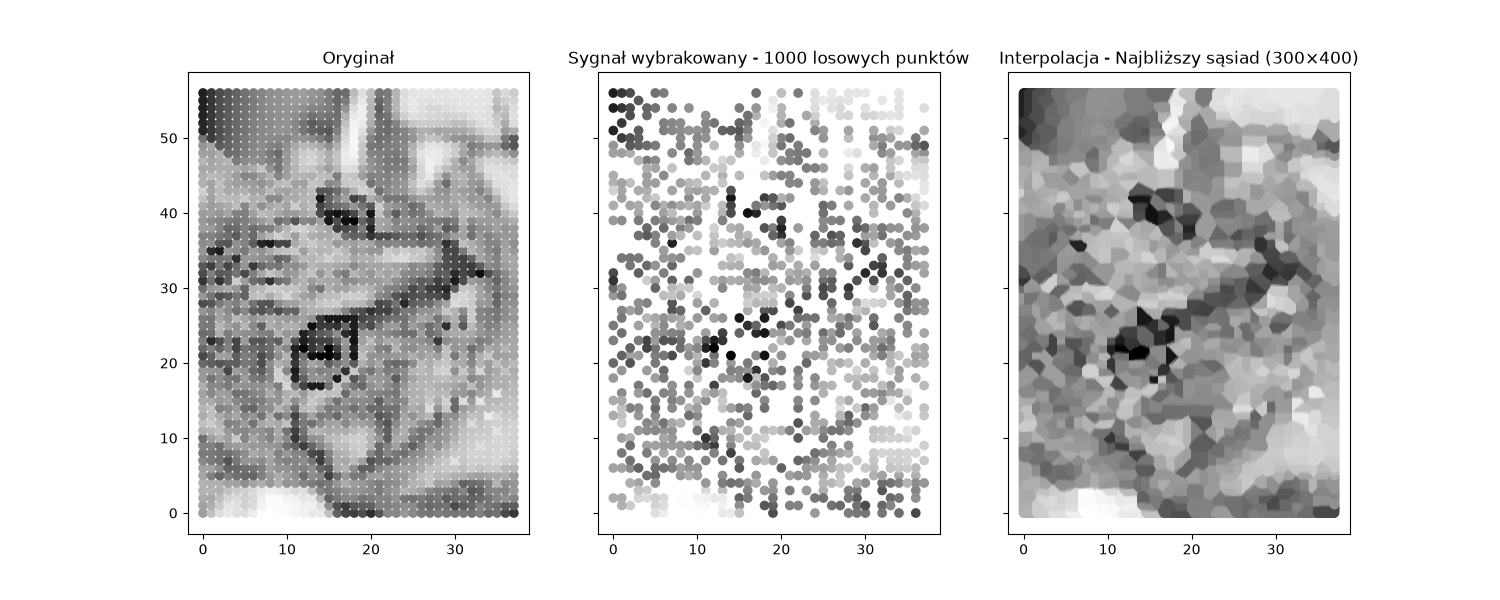 Oryginał
Sygnał wybrakowany - 1000 losowych punktów
Interpolacja - Najbliższy sąsiad (300×400)
50
40
30
20
10
0
0 10 20 30
0 10 20 30
0 10 20 30